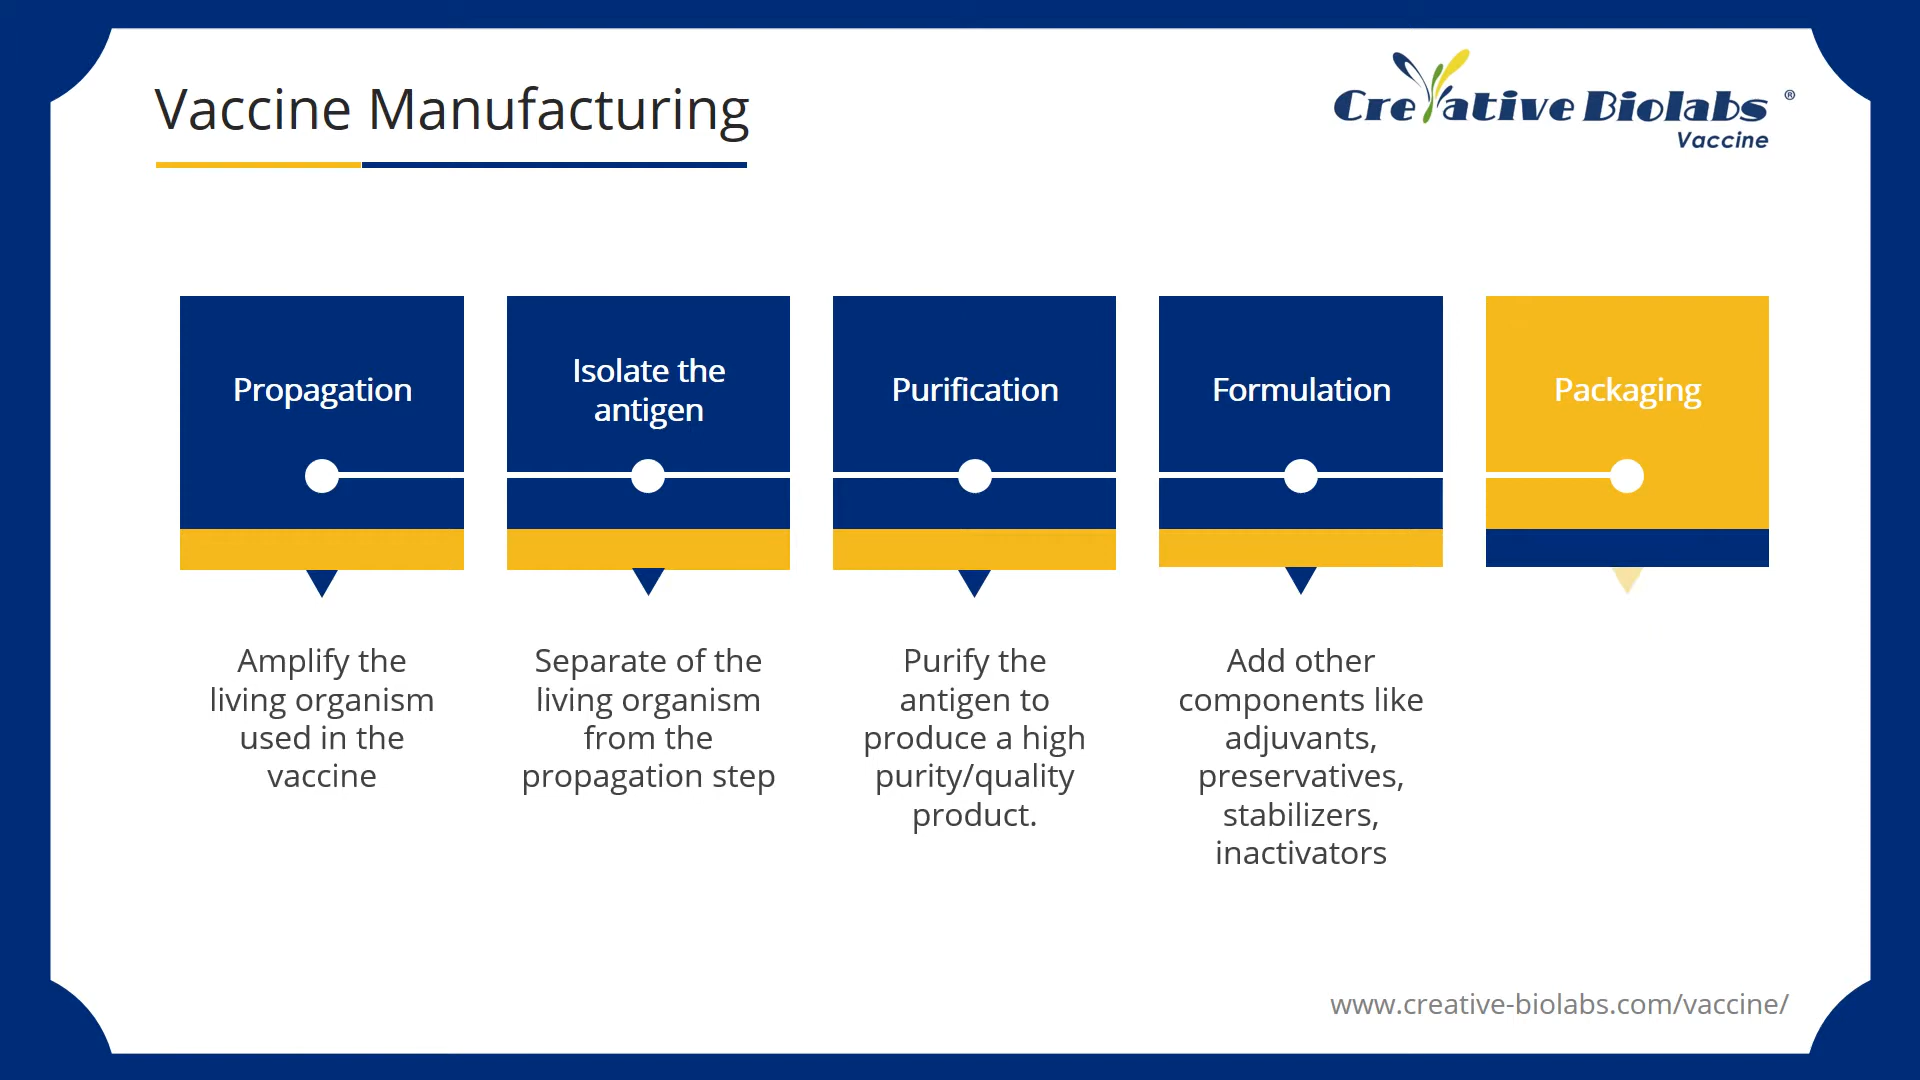 Vaccine Manufacturing
Creative Biolabs ®
Vaccine
Propagation
Isolate the
antigen
Purification
Formulation
Packaging
Amplify the
living organism
used in the
vaccine
Separate of the
living organism
from the
propagation step
Purify the
antigen to
produce a high
purity/quality
product.
Add other
components like
adjuvants,
preservatives,
stabilizers,
inactivators
www.creative-biolabs.com/vaccine/